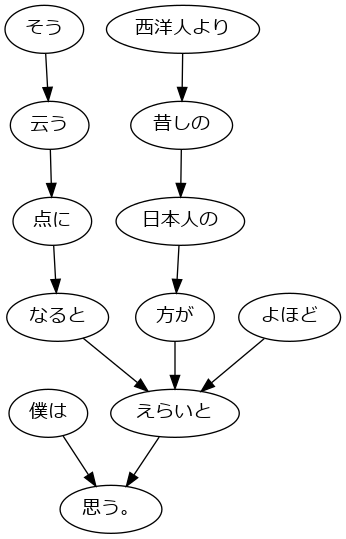 そう
西洋人より
云う
昔しの
点に
日本人の
なると
方が
よほど
僕は
えらいと
思う。